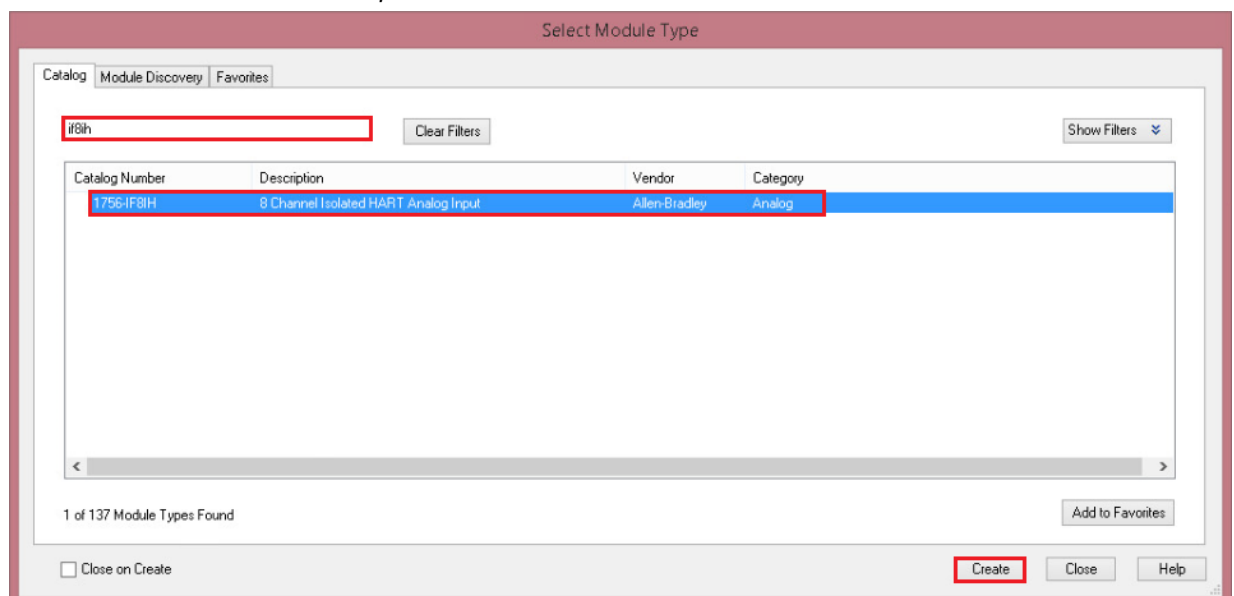 Select Module Type
Catalog Module Discovery Favorites
if8ih Clear Filters Show Filters
Catalog Number Description Vendor Category
1756-IF8IH 8 Channel Isolated HART Analog Input Allen-Bradley Analog
1 of 137 Module Types Found Add to Favorites
Close on Create Create Close Help